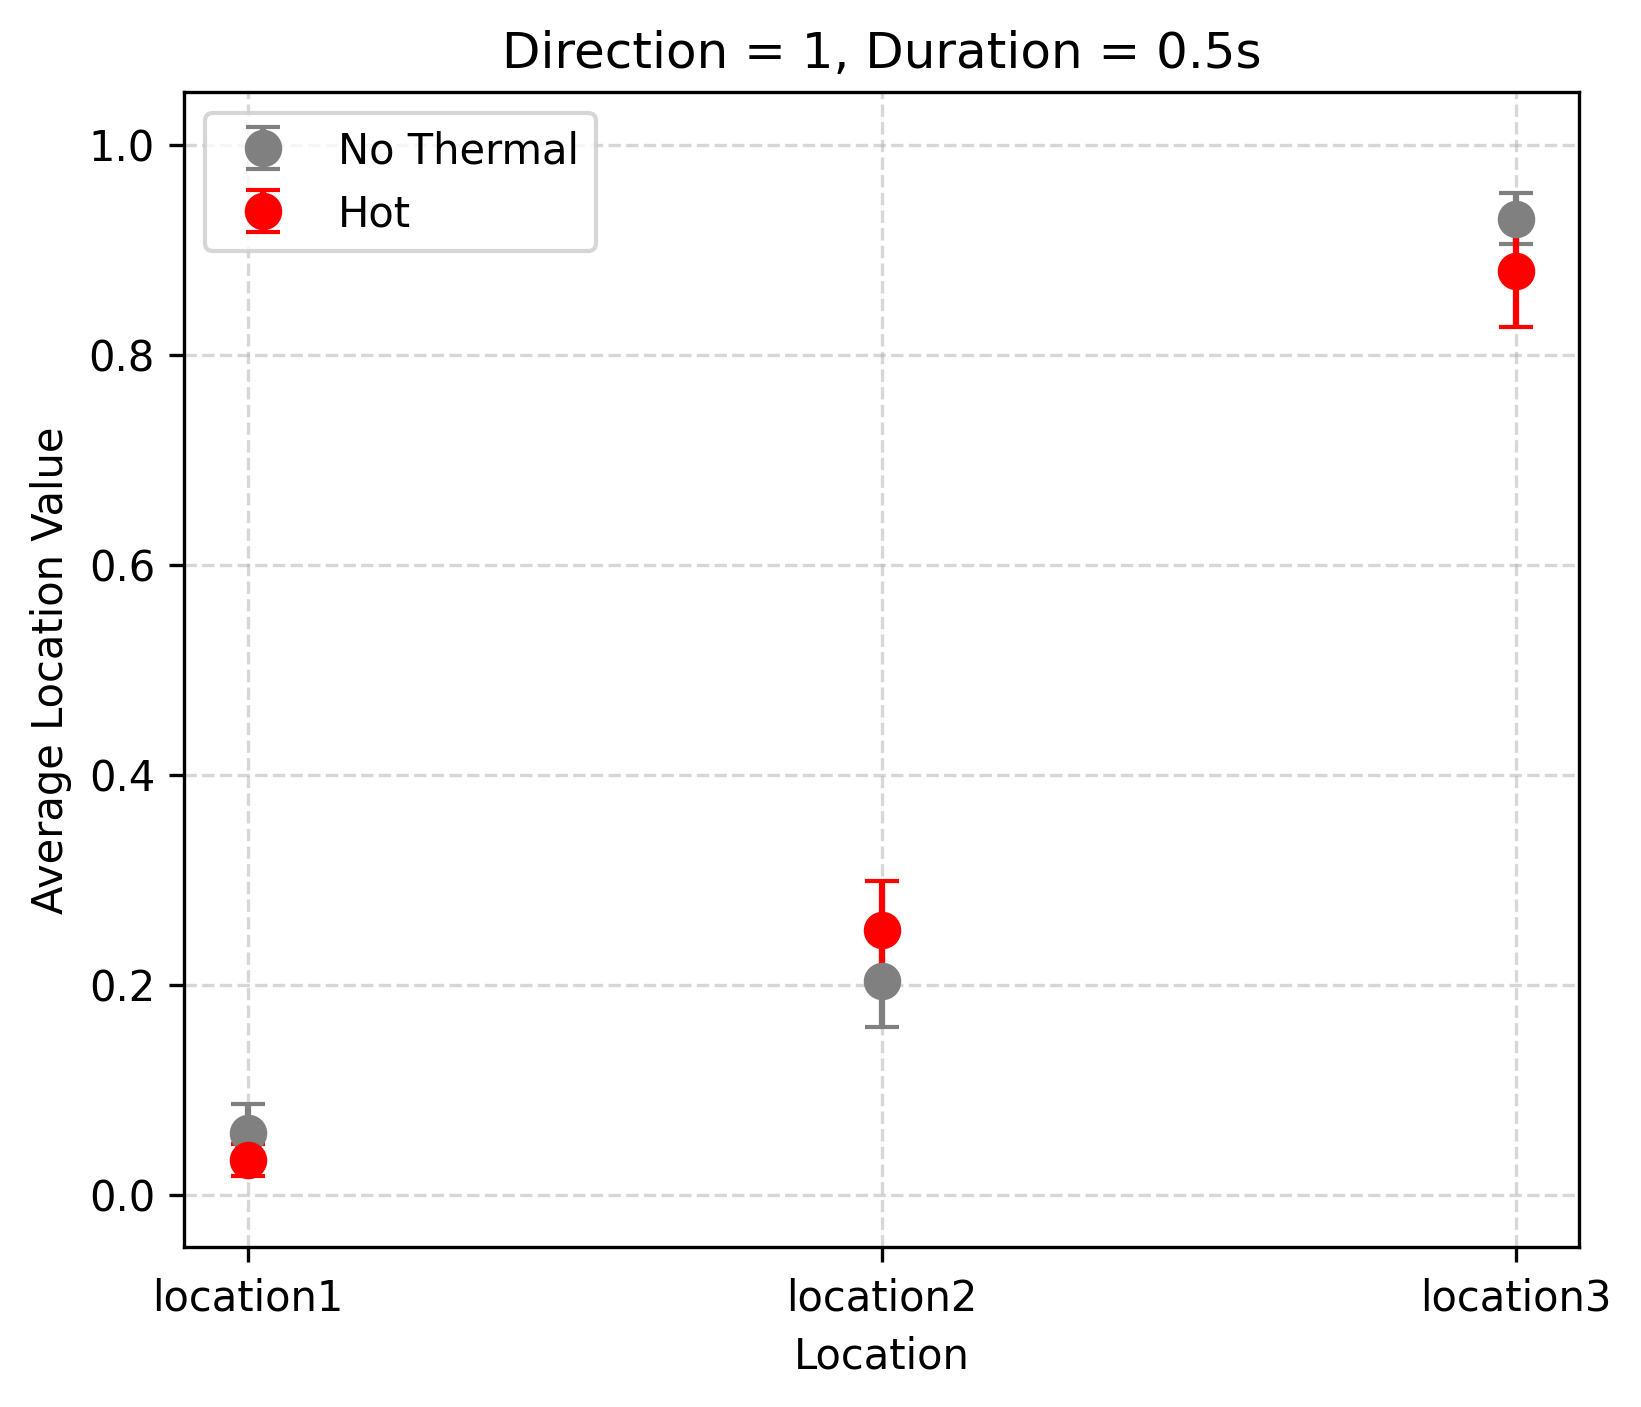 Direction = 1, Duration = 0.5s
No Thermal
Hot
1.0
0.8
0.6
0.4
0.2
0.0
Average Location Value
location1
location2
location3
Location